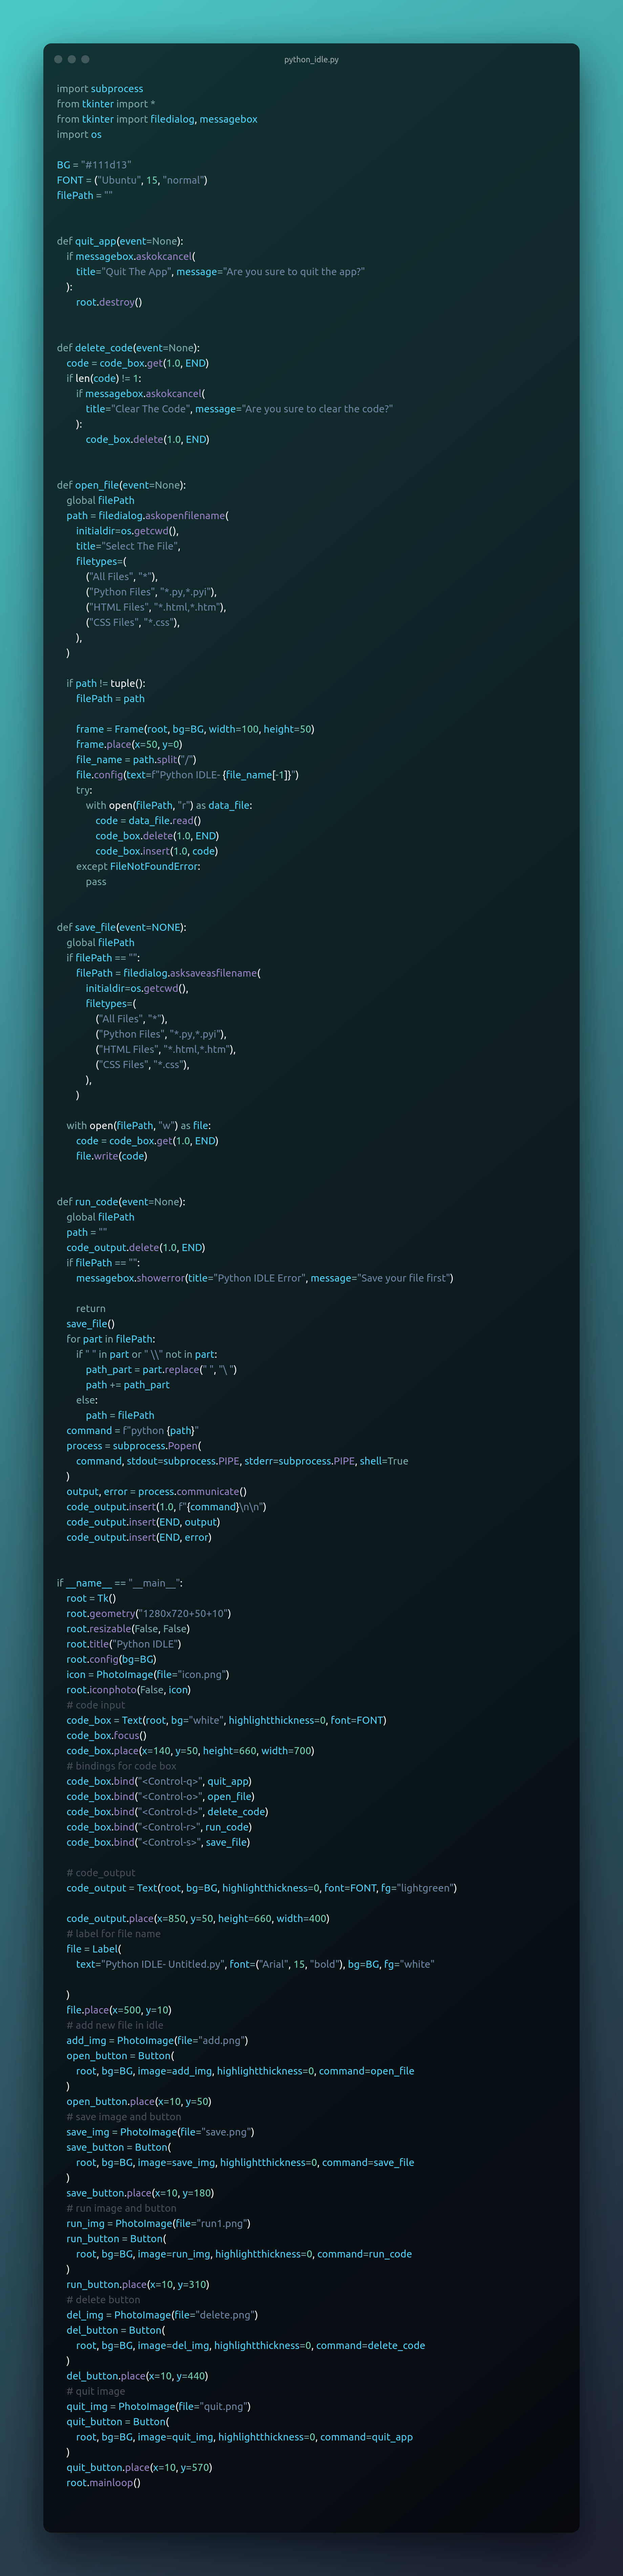 python_idle.py
import subprocess
from tkinter import *
from tkinter import filedialog, messagebox
import os
BG = "#111d13"
FONT = ("Ubuntu", 15, "normal")
filePath = ""
def quit_app(event=None):
    if messagebox.askokcancel(
        title="Quit The App", message="Are you sure to quit the app?"
    ):
        root.destroy()
def delete_code(event=None):
    code = code_box.get(1.0, END)
    if len(code) != 1:
        if messagebox.askokcancel(
            title="Clear The Code", message="Are you sure to clear the code?"
        ):
            code_box.delete(1.0, END)
def open_file(event=None):
    global filePath
    path = filedialog.askopenfilename(
        initialdir=os.getcwd(),
        title="Select The File",
        filetypes=(
            ("All Files", "*"),
            ("Python Files", "*.py,*.pyi"),
            ("HTML Files", "*.html,*.htm"),
            ("CSS Files", "*.css"),
        ),
    )
    if path != tuple():
        filePath = path
        frame = Frame(root, bg=BG, width=100, height=50)
        frame.place(x=50, y=0)
        file_name = path.split("/")
        file.config(text=f"Python IDLE- {file_name[-1]}")
        try:
            with open(filePath, "r") as data_file:
                code = data_file.read()
                code_box.delete(1.0, END)
                code_box.insert(1.0, code)
        except FileNotFoundError:
            pass
def save_file(event=NONE):
    global filePath
    if filePath == "":
        filePath = filedialog.asksaveasfilename(
            initialdir=os.getcwd(),
            filetypes=(
                ("All Files", "*"),
                ("Python Files", "*.py,*.pyi"),
                ("HTML Files", "*.html,*.htm"),
                ("CSS Files", "*.css"),
            ),
        )
    with open(filePath, "w") as file:
        code = code_box.get(1.0, END)
        file.write(code)
def run_code(event=None):
    global filePath
    path = ""
    code_output.delete(1.0, END)
    if filePath == "":
        messagebox.showerror(title="Python IDLE Error", message="Save your file first")
        return
    save_file()
    for part in filePath:
        if " " in part or " \\" not in part:
            path_part = part.replace(" ", "\ ")
            path += path_part
        else:
            path = filePath
    command = f"python {path}"
    process = subprocess.Popen(
        command, stdout=subprocess.PIPE, stderr=subprocess.PIPE, shell=True
    )
    output, error = process.communicate()
    code_output.insert(1.0, f"{command}\n\n")
    code_output.insert(END, output)
    code_output.insert(END, error)
if __name__ == "__main__":
    root = Tk()
    root.geometry("1280x720+50+10")
    root.resizable(False, False)
    root.title("Python IDLE")
    root.config(bg=BG)
    icon = PhotoImage(file="icon.png")
    root.iconphoto(False, icon)
    # code input
    code_box = Text(root, bg="white", highlightthickness=0, font=FONT)
    code_box.focus()
    code_box.place(x=140, y=50, height=660, width=700)
    # bindings for code box
    code_box.bind("<Control-q>", quit_app)
    code_box.bind("<Control-o>", open_file)
    code_box.bind("<Control-d>", delete_code)
    code_box.bind("<Control-r>", run_code)
    code_box.bind("<Control-s>", save_file)
    # code_output
    code_output = Text(root, bg=BG, highlightthickness=0, font=FONT, fg="lightgreen")
    code_output.place(x=850, y=50, height=660, width=400)
    # label for file name
    file = Label(
        text="Python IDLE- Untitled.py", font=("Arial", 15, "bold"), bg=BG, fg="white"
    )
    file.place(x=500, y=10)
    # add new file in idle
    add_img = PhotoImage(file="add.png")
    open_button = Button(
        root, bg=BG, image=add_img, highlightthickness=0, command=open_file
    )
    open_button.place(x=10, y=50)
    # save image and button
    save_img = PhotoImage(file="save.png")
    save_button = Button(
        root, bg=BG, image=save_img, highlightthickness=0, command=save_file
    )
    save_button.place(x=10, y=180)
    # run image and button
    run_img = PhotoImage(file="run1.png")
    run_button = Button(
        root, bg=BG, image=run_img, highlightthickness=0, command=run_code
    )
    run_button.place(x=10, y=310)
    # delete button
    del_img = PhotoImage(file="delete.png")
    del_button = Button(
        root, bg=BG, image=del_img, highlightthickness=0, command=delete_code
    )
    del_button.place(x=10, y=440)
    # quit image
    quit_img = PhotoImage(file="quit.png")
    quit_button = Button(
        root, bg=BG, image=quit_img, highlightthickness=0, command=quit_app
    )
    quit_button.place(x=10, y=570)
    root.mainloop()